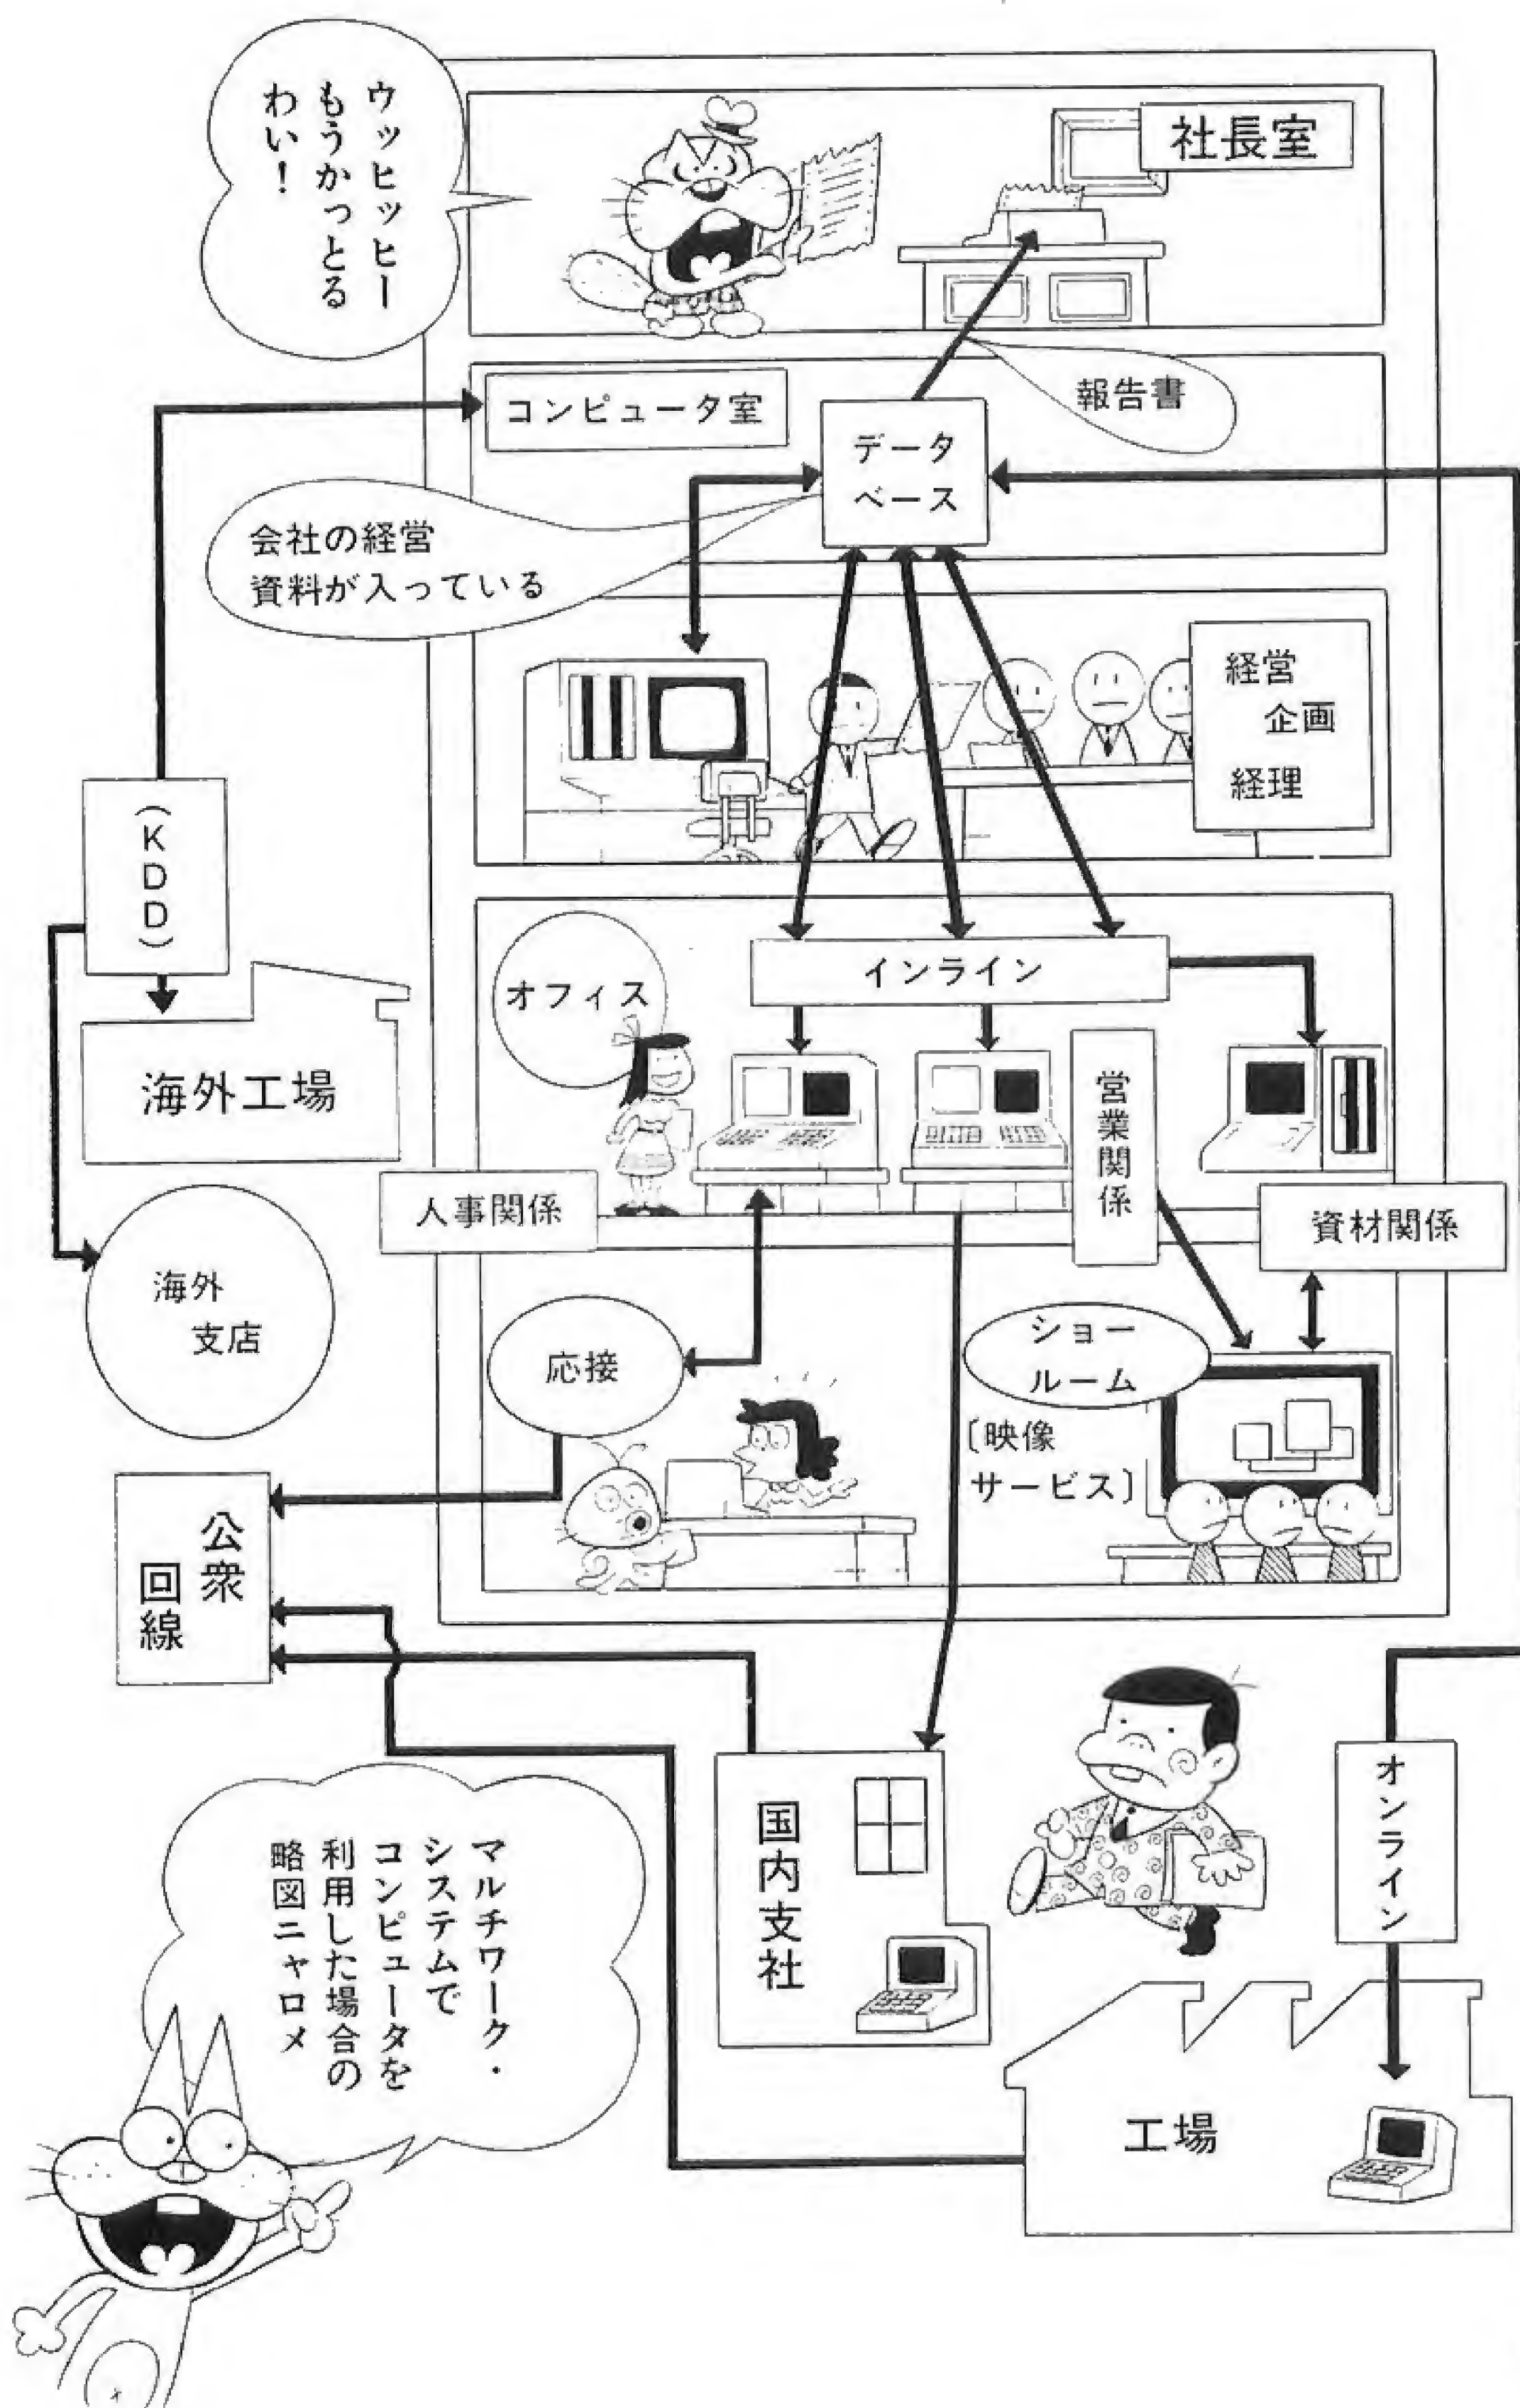 ウッヒッヒー
もうかっとる
わい!
社長室
コンピュータ室
報告書
データ
ベース
会社の経営
資料が入っている
経営
企画
経理
(KDD)
オフィス
インライン
海外工場
営業関係
人事関係
資材関係
海外
支店
応接
ショー
ルーム
〔映像
サービス〕
公衆
回線
国内支社
オンライン
マルチワーク・
システムで
コンピュータを
利用した場合の
略図ニャロメ
工場